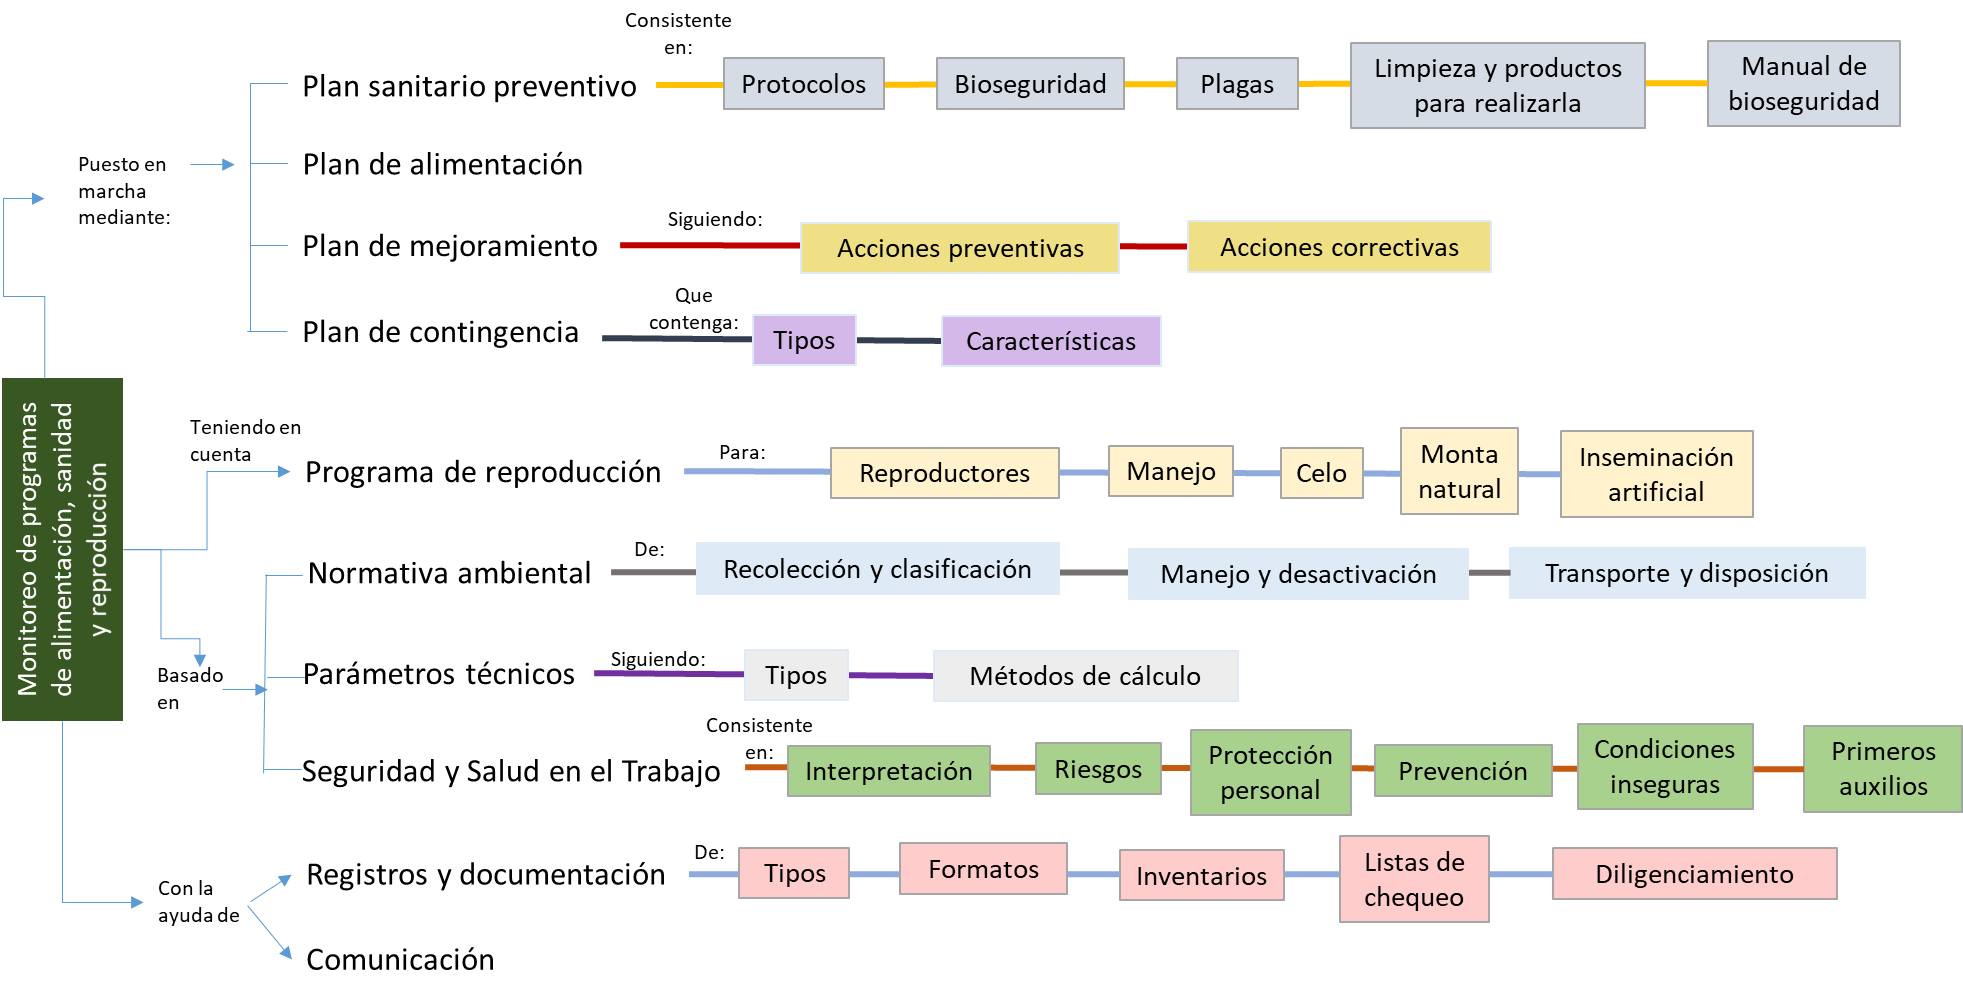 Monitoreo de programas
de alimentación, sanidad
y reproducción
Puesto en
marcha
mediante:
Plan sanitario preventivo
Consistente
en:
Protocolos
Bioseguridad
Plagas
Limpieza y productos
para realizarla
Manual de
bioseguridad
Plan de alimentación
Plan de mejoramiento
Siguiendo:
Acciones preventivas
Acciones correctivas
Plan de contingencia
Que
contenga:
Tipos
Características
Teniendo en
cuenta
Programa de reproducción
Para:
Reproductores
Manejo
Celo
Monta
natural
Inseminación
artificial
Basado
en
Normativa ambiental
De:
Recolección y clasificación
Manejo y desactivación
Transporte y disposición
Parámetros técnicos
Siguiendo:
Tipos
Métodos de cálculo
Seguridad y Salud en el Trabajo
Consistente
en:
Interpretación
Riesgos
Protección
personal
Prevención
Condiciones
inseguras
Primeros
auxilios
Con la
ayuda de
Registros y documentación
De:
Tipos
Formatos
Inventarios
Listas de
chequeo
Diligenciamiento
Comunicación